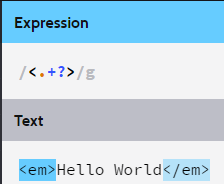 Expression
/<.+?>/g
Text
<em>Hello World</em>